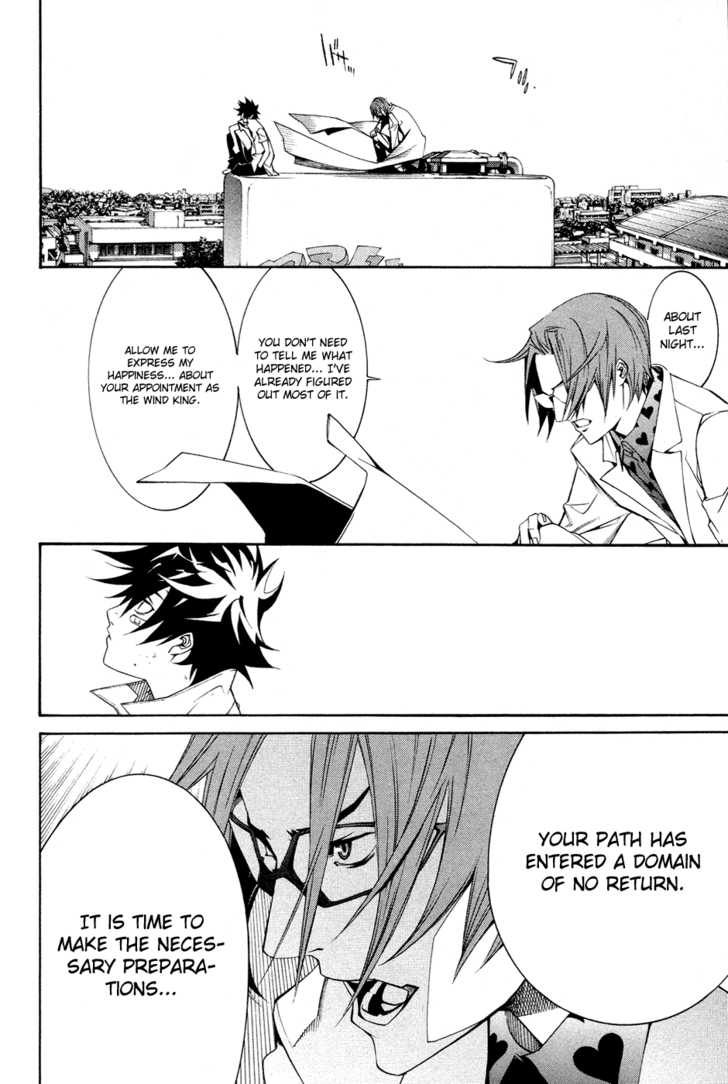 ABOUT
LAST
NIGHT...
YOU DON'T NEED
TO TELL ME WHAT
HAPPENED... I'VE
ALREADY FIGURED
OUT MOST OF IT.
ALLOW ME TO
EXPRESS MY
HAPPINESS... ABOUT
YOUR APPOINTMENT AS
THE WIND KING.
YOUR PATH HAS
ENTERED A DOMAIN
OF NO RETURN.
IT IS TIME TO
MAKE THE NECES-
SARY PREPARA-
TIONS...